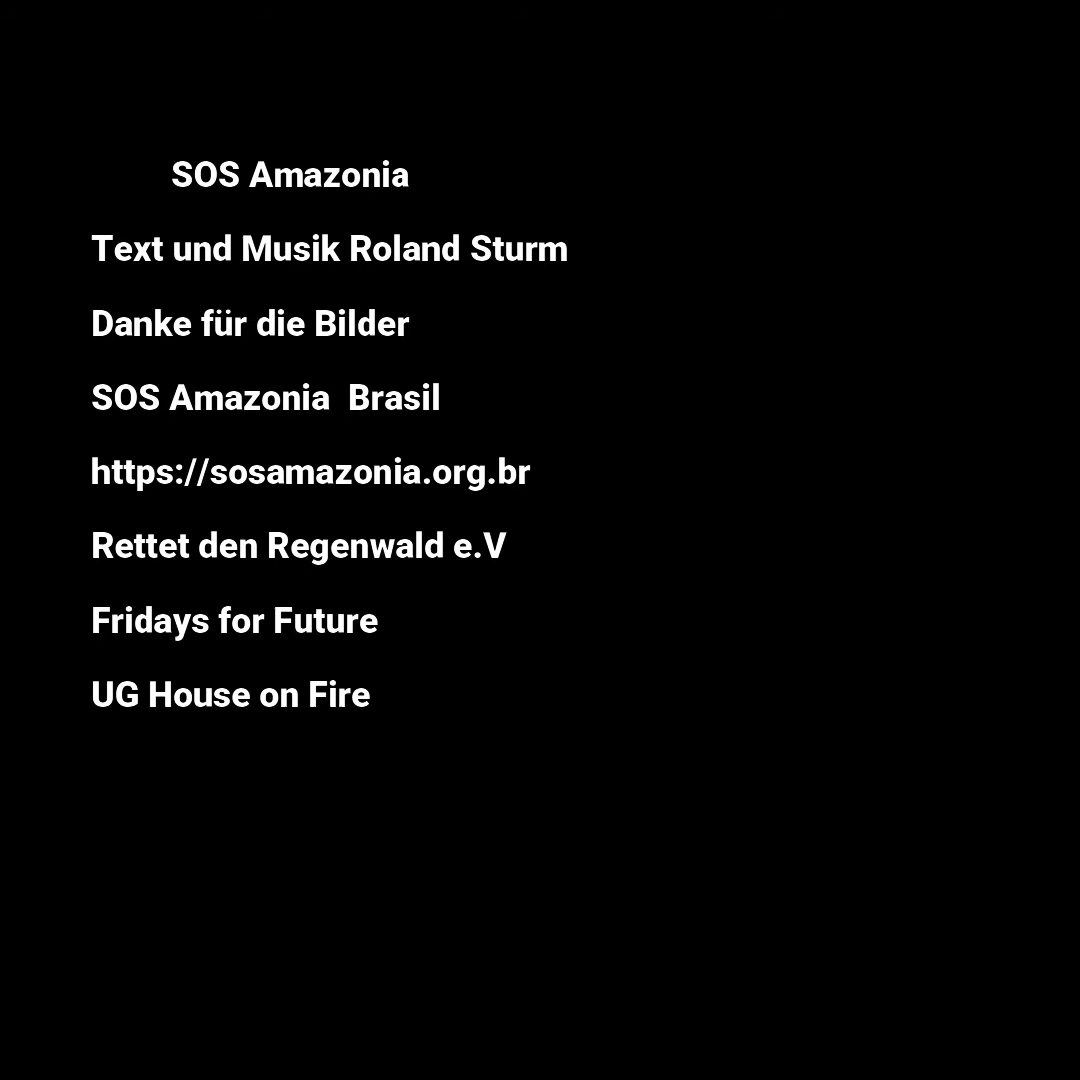 SOS Amazonia
Text und Musik Roland Sturm
Danke für die Bilder
SOS Amazonia  Brasil
https://sosamazonia.org.br
Rettet den Regenwald e.V
Fridays for Future
UG House on Fire